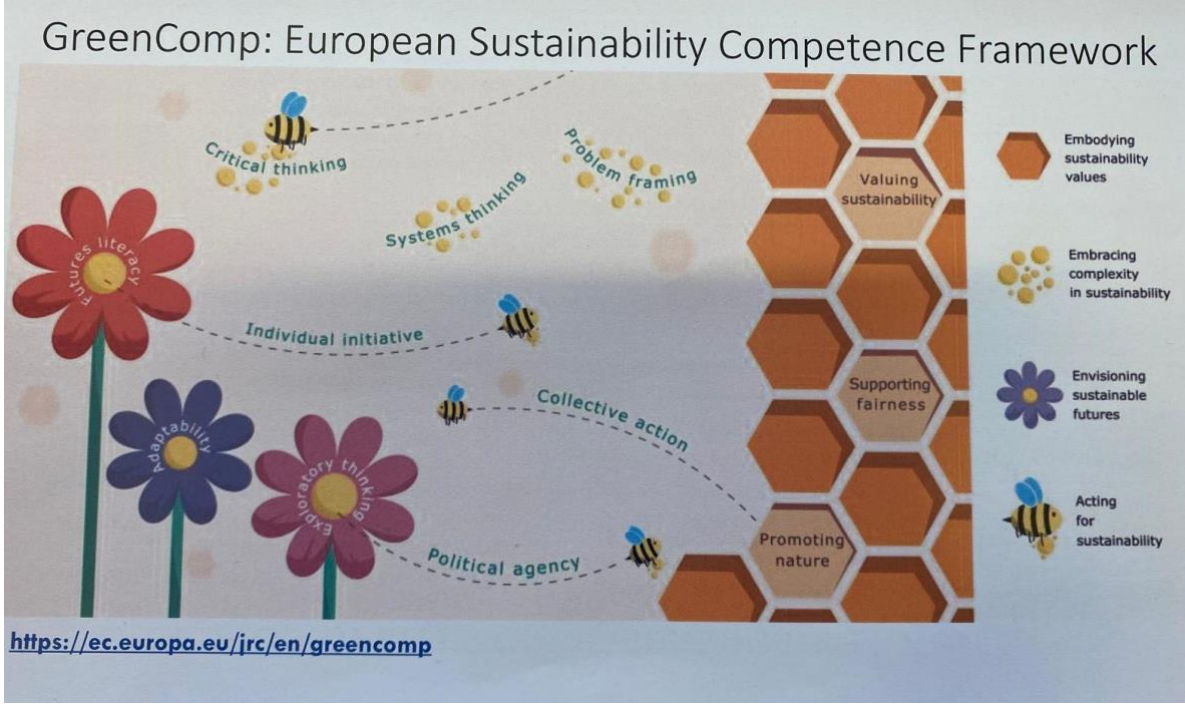 GreenComp: European Sustainability Competence Framework
Critical thinking
Problem framing
Systems thinking
Futures literacy
Individual initiative
Adaptability
Exploratory thinking
Collective action
Political agency
Valuing
sustainability
Supporting
fairness
Promoting
nature
Embodying
sustainability
values
Embracing
complexity
in sustainability
Envisioning
sustainable
futures
Acting
for
sustainability
https://ec.europa.eu/jrc/en/greencomp